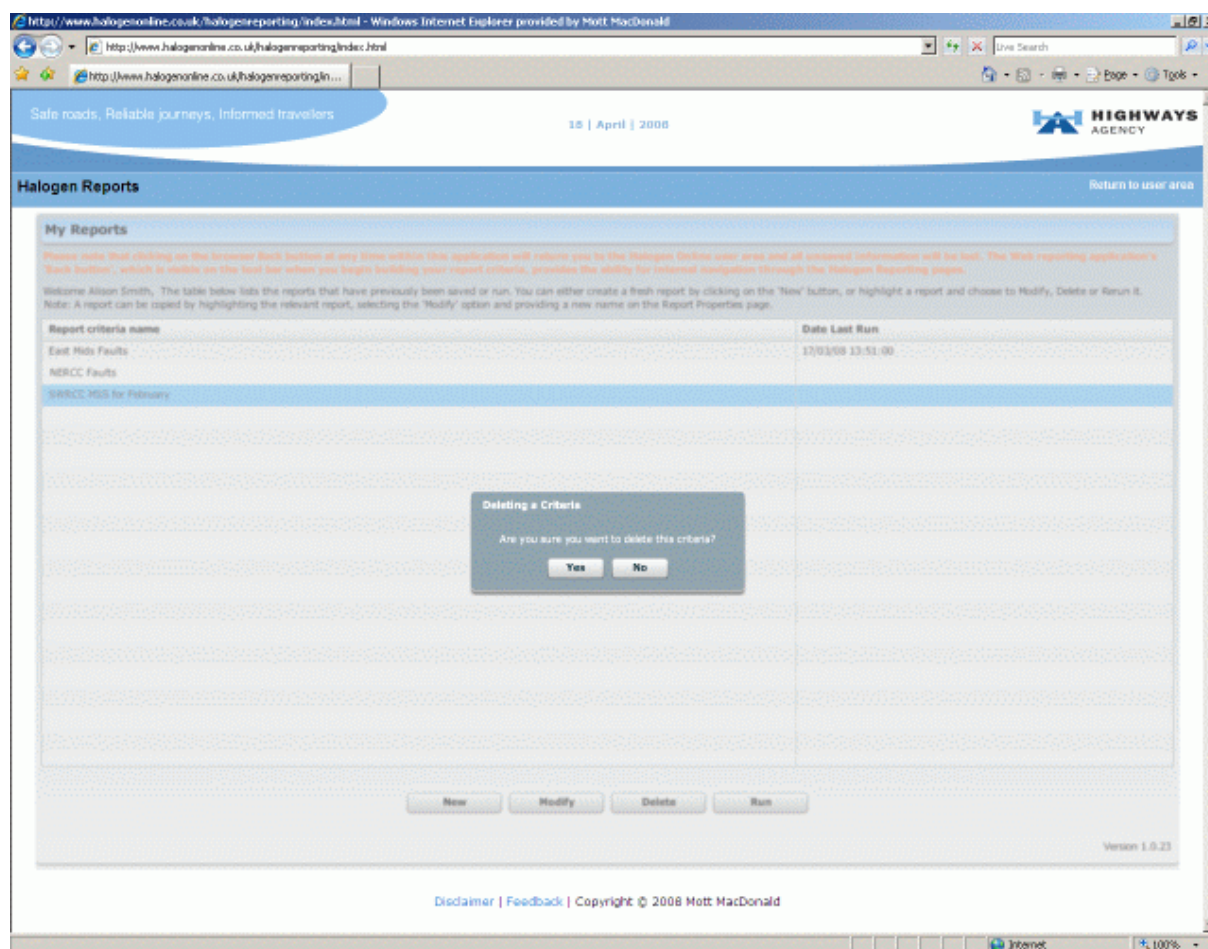 http://www.halogenonline.co.uk/halogenreporting/index.html - Windows Internet Explorer provided by Mott MacDonald
http://www.halogenonline.co.uk/halogenreporting/index.html
Live Search
http://www.halogenonline.co.uk/halogenreporting/in...
Page
Tools
Safe roads, Reliable journeys, Informed travellers
18 | April | 2008
HIGHWAYS
AGENCY
Halogen Reports
Return to user area
My Reports
Please note that clicking on the browser Back button at any time within this application will return you to the Halogen Online user area and all unsaved information will be lost. The Web reporting application's
'Back button', which is visible on the tool bar when you begin building your report criteria, provides the ability for internal navigation through the Halogen Reporting pages.
Welcome Alison Smith, The table below lists the reports that have previously been saved or run. You can either create a fresh report by clicking on the 'New' button, or highlight a report and choose to Modify, Delete or Rerun it.
Note: A report can be copied by highlighting the relevant report, selecting the 'Modify' option and providing a new name on the Report Properties page.
Report criteria name
Date Last Run
East Mids Faults
17/03/08 13:51:00
NERCC Faults
SWRCC MSS for February
Deleting a Criteria
Are you sure you want to delete this criteria?
Yes
No
New
Modify
Delete
Run
Version 1.0.23
Disclaimer | Feedback | Copyright © 2008 Mott MacDonald
Internet
100%